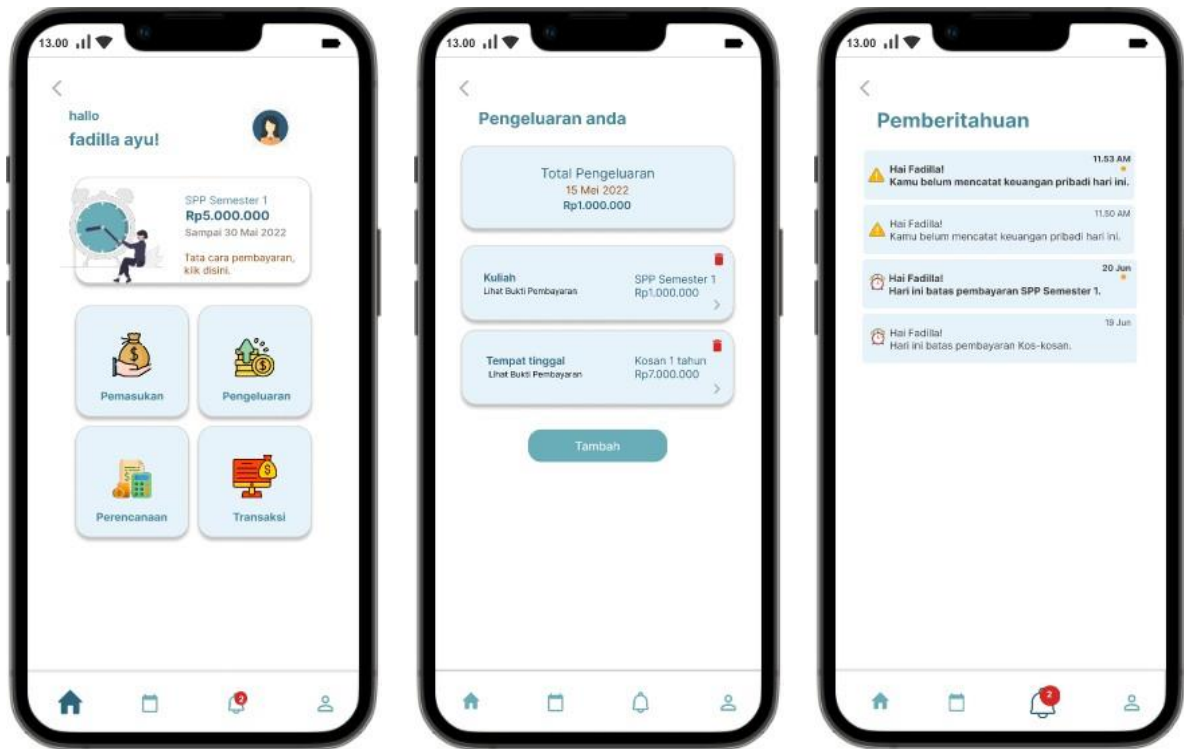 13.00
hallo
fadilla ayu!
SPP Semester 1
Rp5.000.000
Sampai 30 Mai 2022
Tata cara pembayaran,
klik disini.
Pemasukan
Pengeluaran
Perencanaan
Transaksi
2
13.00
Pengeluaran anda
Total Pengeluaran
15 Mei 2022
Rp1.000.000
Kuliah
Lihat Bukti Pembayaran
SPP Semester 1
Rp1.000.000
Tempat tinggal
Lihat Bukti Pembayaran
Kosan 1 tahun
Rp7.000.000
Tambah
13.00
Pemberitahuan
11.53 AM
Hai Fadilla!
Kamu belum mencatat keuangan pribadi hari ini.
11.50 AM
Hai Fadilla!
Kamu belum mencatat keuangan pribadi hari ini.
20 Jun
Hai Fadilla!
Hari ini batas pembayaran SPP Semester 1.
19 Jun
Hai Fadilla!
Hari ini batas pembayaran Kos-kosan.
2